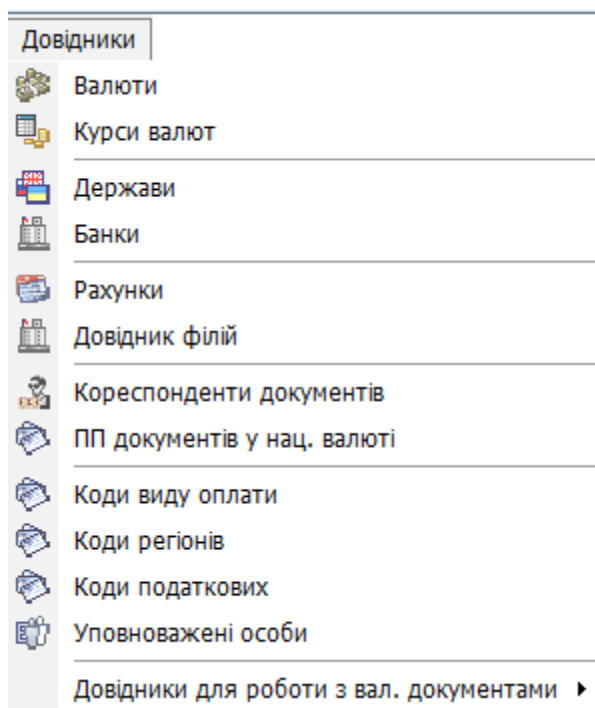 Довідники
Валюти
Курси валют
Держави
Банки
Рахунки
Довідник філій
Кореспонденти документів
ПП документів у нац. валюті
Коди виду оплати
Коди регіонів
Коди податкових
Уповноважені особи
Довідники для роботи з вал. документами